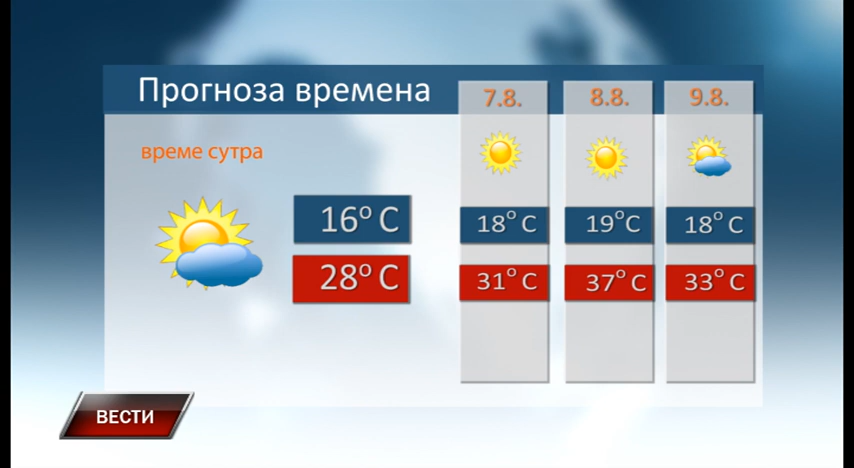 Прогноза времена
време сутра
16° C
28° C
7.8.
8.8.
9.8.
18° C
19°C
18° C
31° C
37° C
33° C
ВЕСТИ